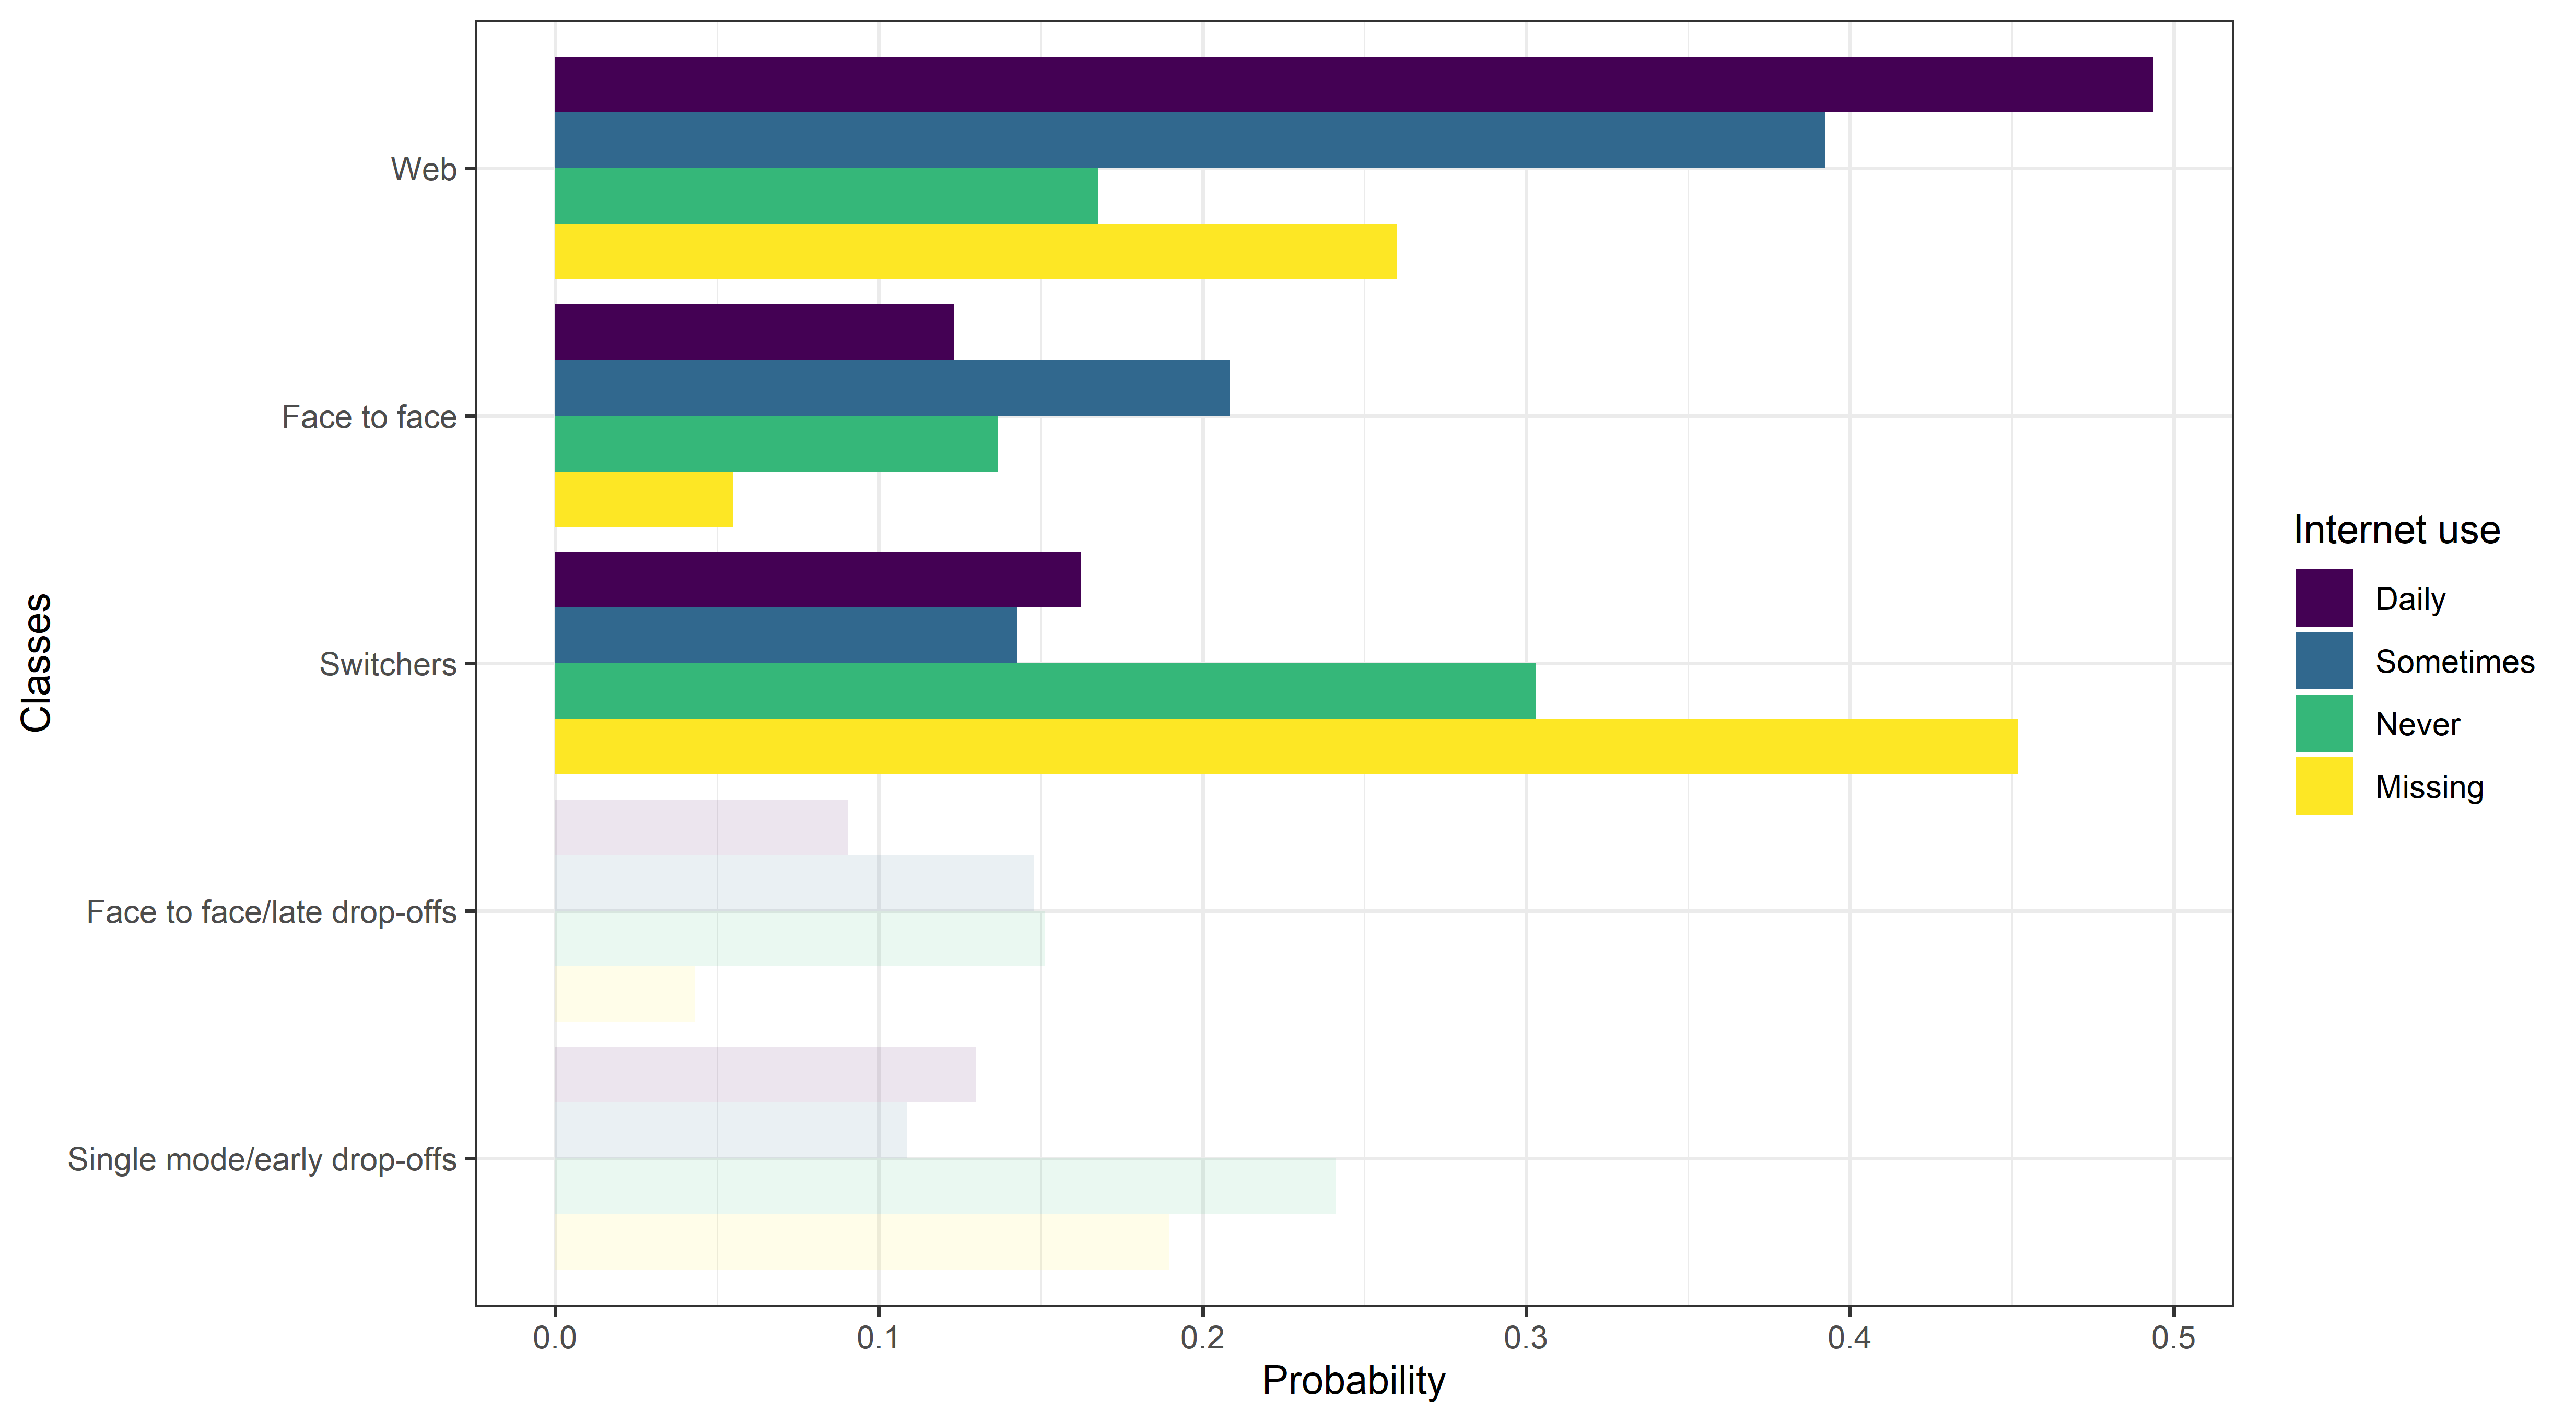 Web
Face to face
Switchers
Face to face/late drop-offs
Single mode/early drop-offs
Classes
0.0 0.1 0.2 0.3 0.4 0.5
Probability
Internet use
Daily
Sometimes
Never
Missing